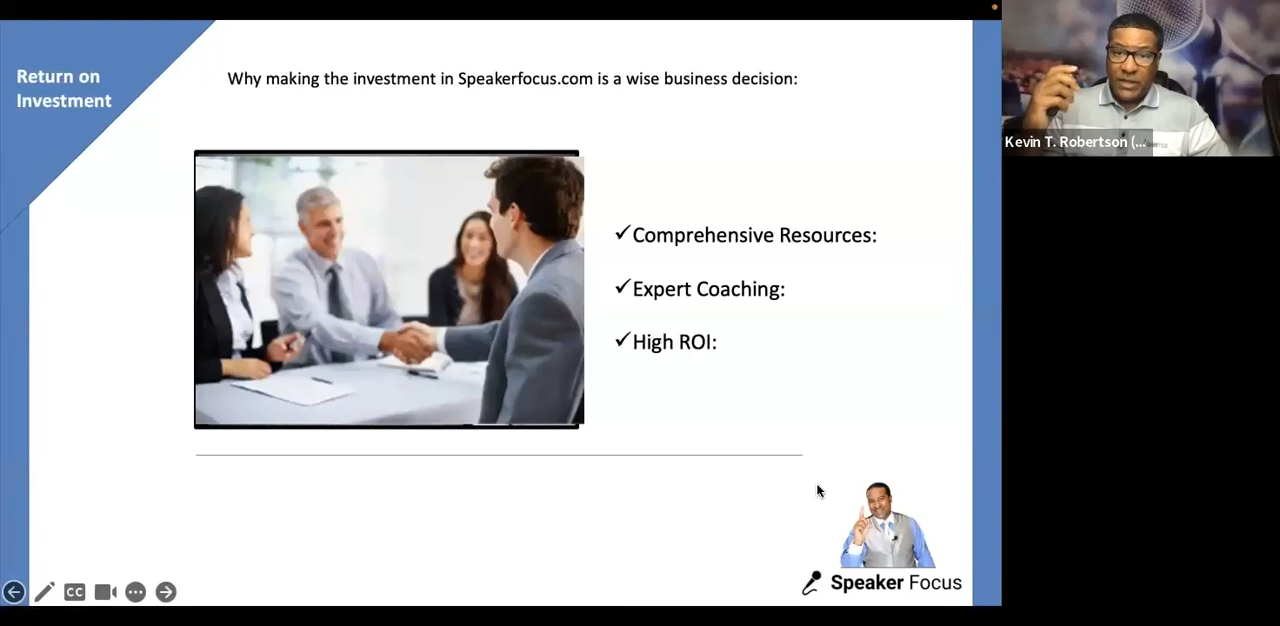 Return on
Investment
Why making the investment in Speakerfocus.com is a wise business decision:
✓Comprehensive Resources:
✓Expert Coaching:
✓High ROI:
Speaker Focus
CC
Kevin T. Robertson (...